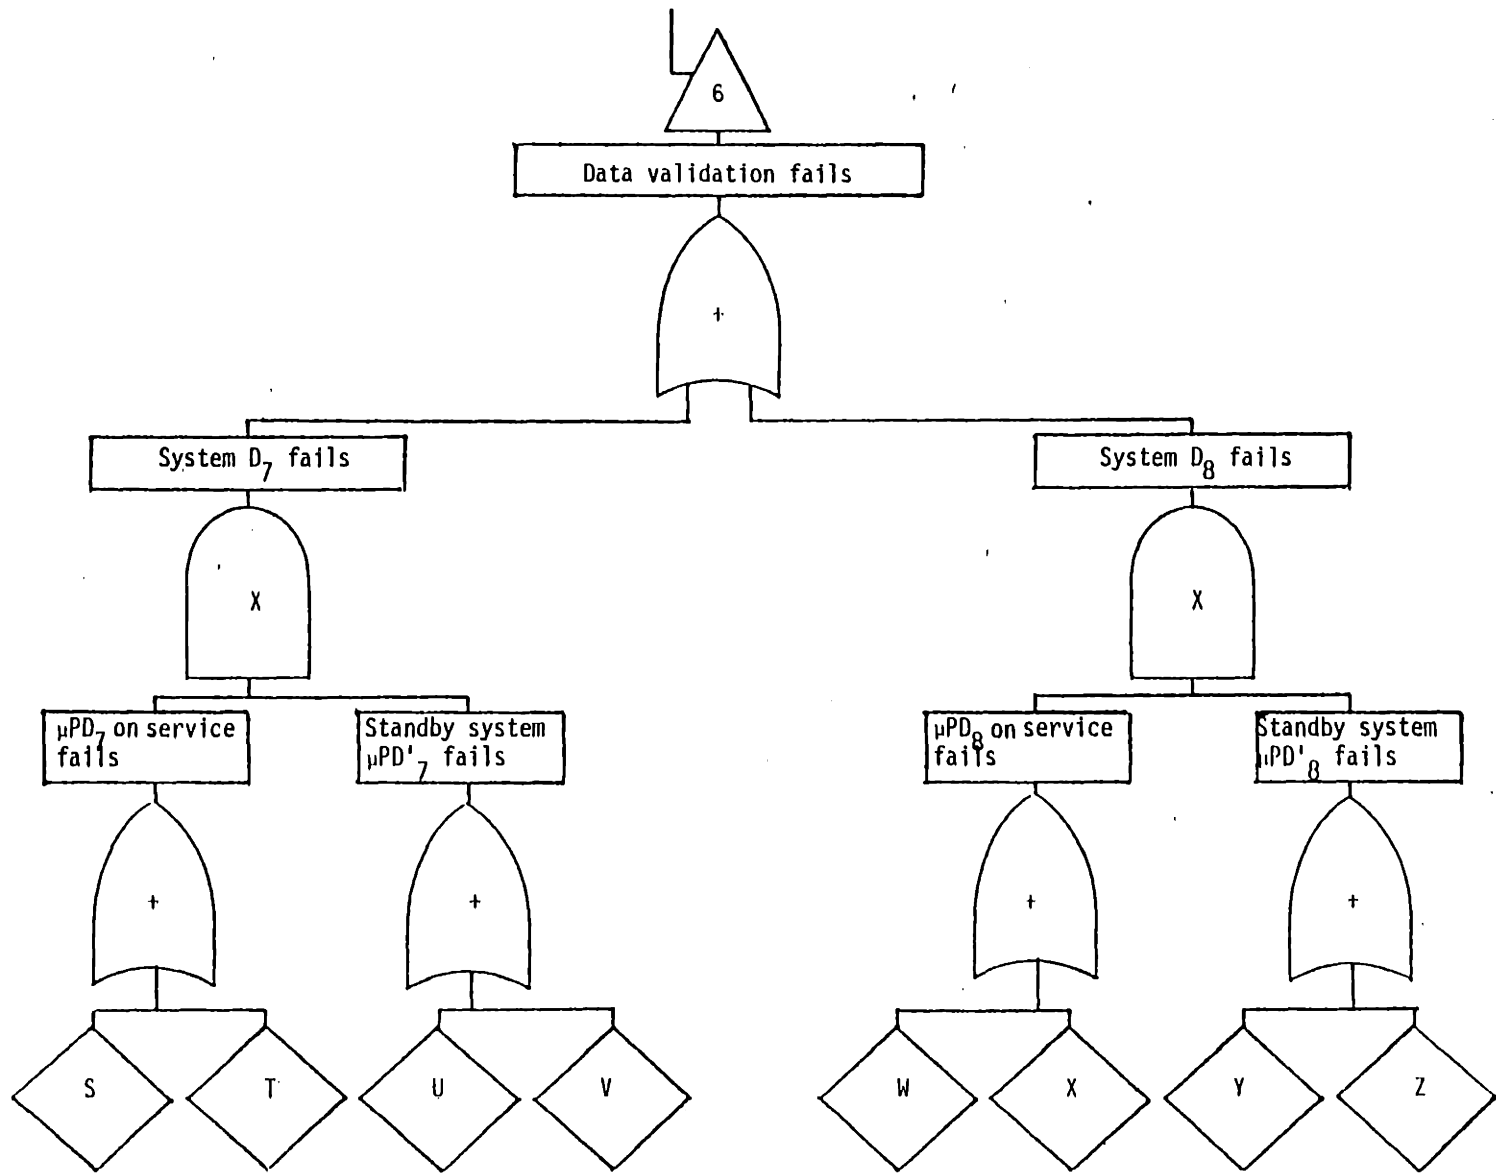 6
Data validation fails
+
System D7 fails
System D8 fails
X
X
μPD7 on service
fails
Standby system
μPD'7 fails
μPD8 on service
fails
Standby system
μPD'8 fails
+
+
+
+
S
T
U
V
W
X
Y
Z